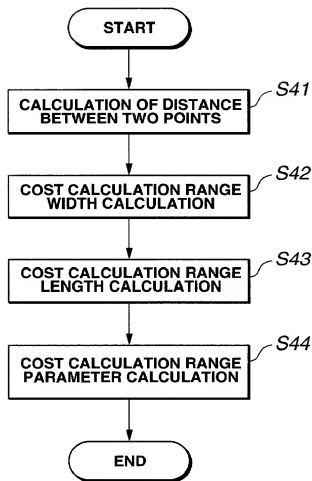 START
S41
CALCULATION OF DISTANCE
BETWEEN TWO POINTS
S42
COST CALCULATION RANGE
WIDTH CALCULATION
S43
COST CALCULATION RANGE
LENGTH CALCULATION
S44
COST CALCULATION RANGE
PARAMETER CALCULATION
END